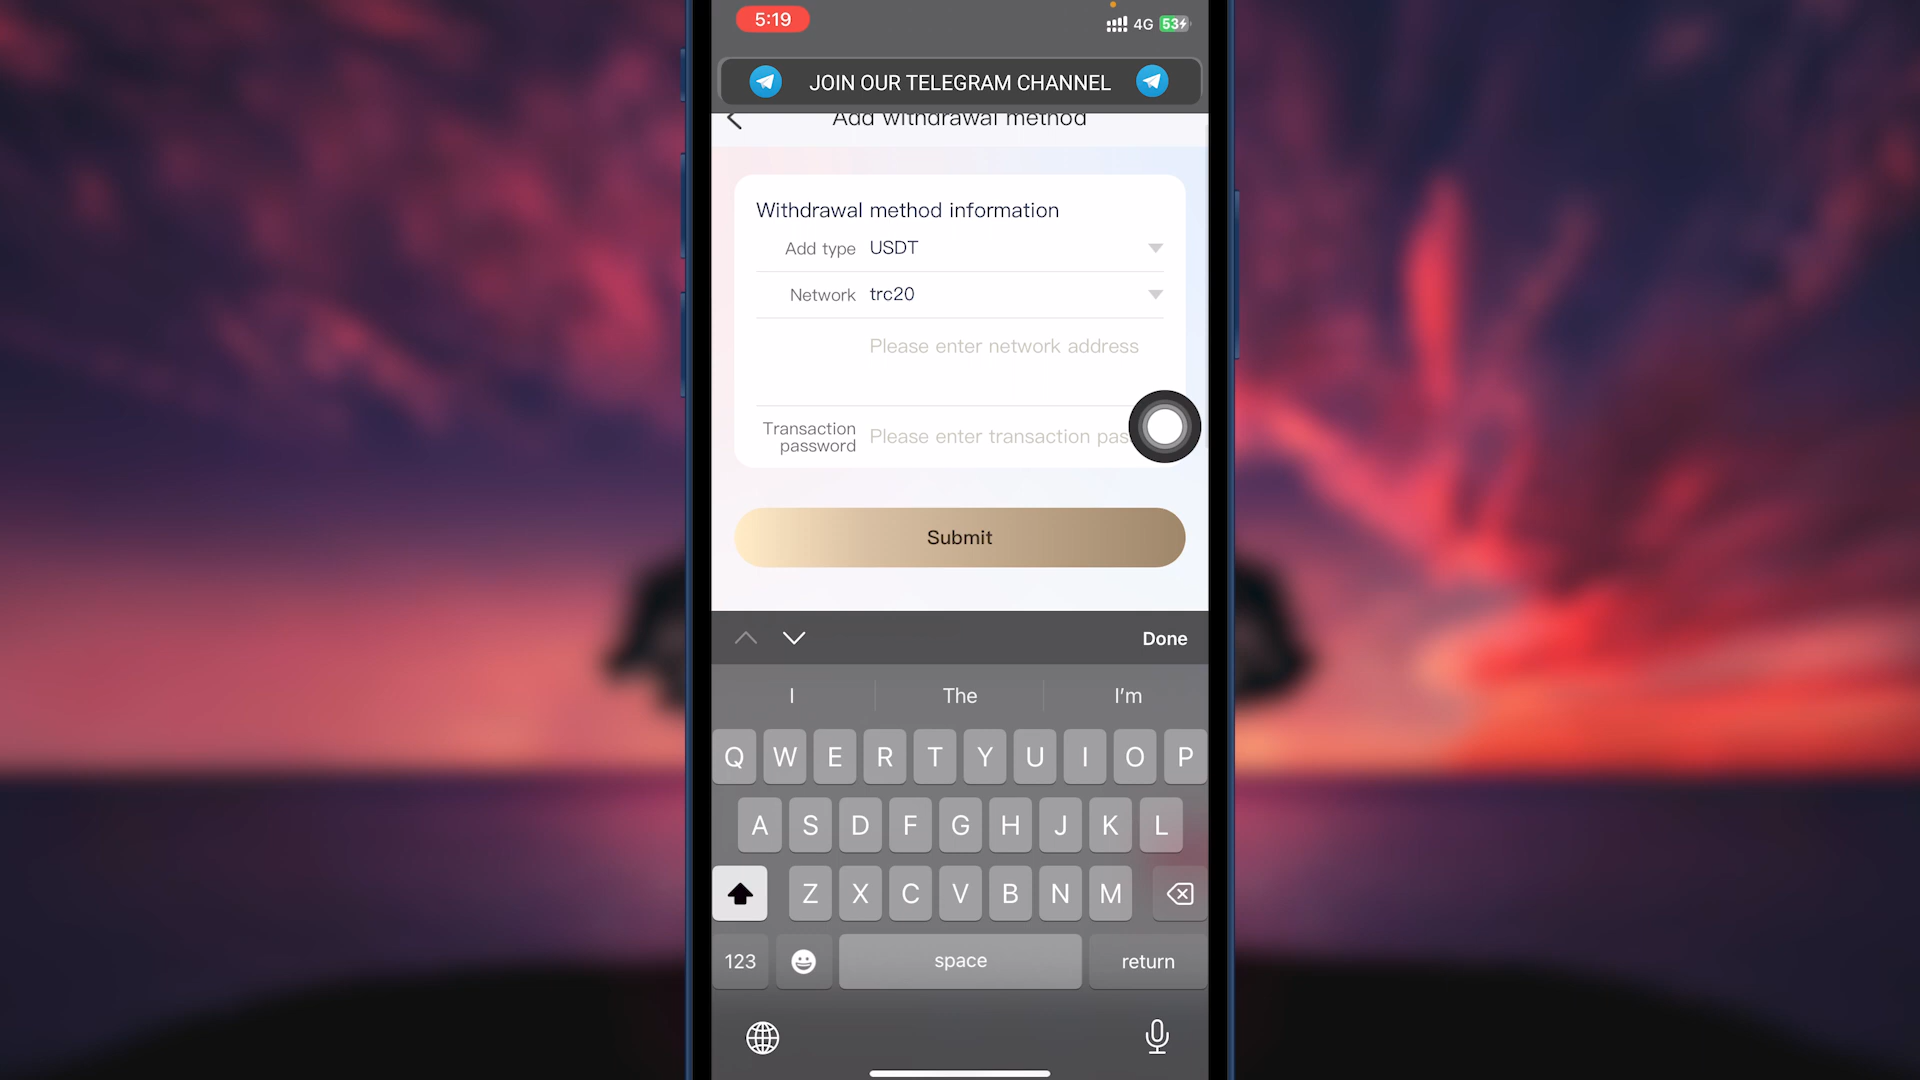 5:19
4G 53
JOIN OUR TELEGRAM CHANNEL
Add withdrawal method
Withdrawal method information
Add type USDT
Network trc20
Please enter network address
Transaction password Please enter transaction pas
Submit
Done
I The I'm
Q W E R T Y U I O P
A S D F G H J K L
Z X C V B N M
123 space return